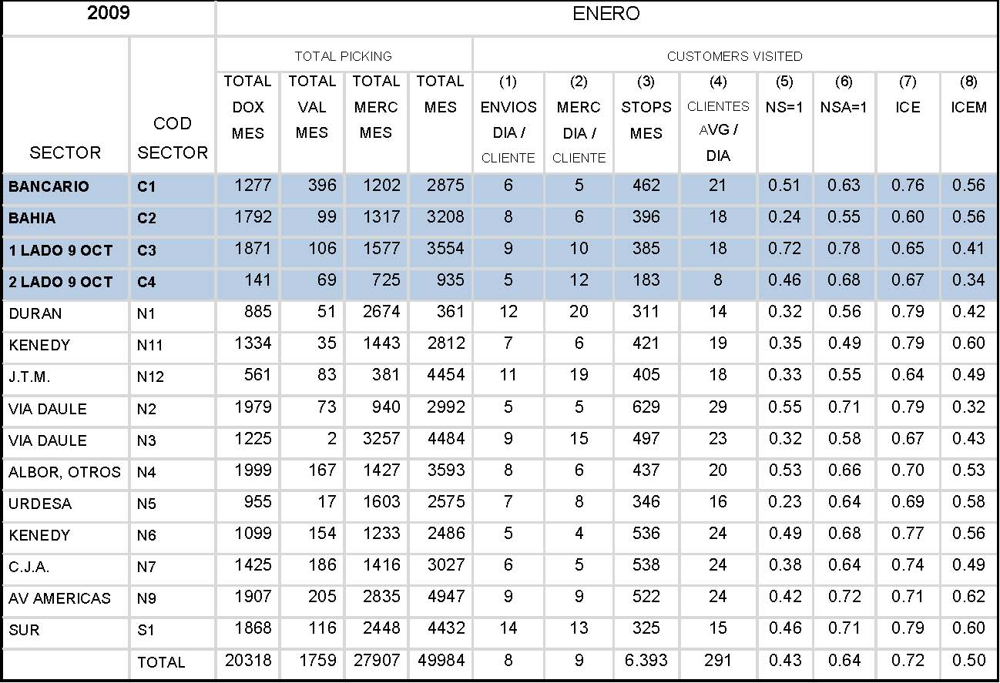 2009 ENERO
TOTAL PICKING CUSTOMERS VISITED
SECTOR COD SECTOR TOTAL DOX MES TOTAL VAL MES TOTAL MERC MES TOTAL MES (1) ENVIOS DIA / CLIENTE (2) MERC DIA / CLIENTE (3) STOPS MES (4) CLIENTES AVG / DIA (5) NS=1 (6) NSA=1 (7) ICE (8) ICEM
BANCARIO C1 1277 396 1202 2875 6 5 462 21 0.51 0.63 0.76 0.56
BAHIA C2 1792 99 1317 3208 8 6 396 18 0.24 0.55 0.60 0.56
1 LADO 9 OCT C3 1871 106 1577 3554 9 10 385 18 0.72 0.78 0.65 0.41
2 LADO 9 OCT C4 141 69 725 935 5 12 183 8 0.46 0.68 0.67 0.34
DURAN N1 885 51 2674 361 12 20 311 14 0.32 0.56 0.79 0.42
KENEDY N11 1334 35 1443 2812 7 6 421 19 0.35 0.49 0.79 0.60
J.T.M. N12 561 83 381 4454 11 19 405 18 0.33 0.55 0.64 0.49
VIA DAULE N2 1979 73 940 2992 5 5 629 29 0.55 0.71 0.79 0.32
VIA DAULE N3 1225 2 3257 4484 9 15 497 23 0.32 0.58 0.67 0.43
ALBOR, OTROS N4 1999 167 1427 3593 8 6 437 20 0.53 0.66 0.70 0.53
URDESA N5 955 17 1603 2575 7 8 346 16 0.23 0.64 0.69 0.58
KENEDY N6 1099 154 1233 2486 5 4 536 24 0.49 0.68 0.77 0.56
C.J.A. N7 1425 186 1416 3027 6 5 538 24 0.38 0.64 0.74 0.49
AV AMERICAS N9 1907 205 2835 4947 9 9 522 24 0.42 0.72 0.71 0.62
SUR S1 1868 116 2448 4432 14 13 325 15 0.46 0.71 0.79 0.60
TOTAL 20318 1759 27907 49984 8 9 6.393 291 0.43 0.64 0.72 0.50